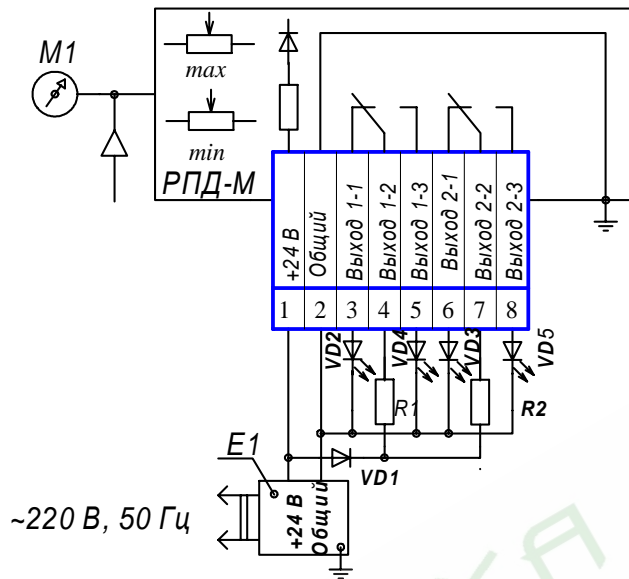 M1
max
min
РПД-М
+24 В
Общий
Выход 1-1
Выход 1-2
Выход 1-3
Выход 2-1
Выход 2-2
Выход 2-3
1
2
3
4
5
6
7
8
VD2
VD4
VD3
VD5
R1
R2
E1
VD1
~220 В, 50 Гц
+24 В
Общий